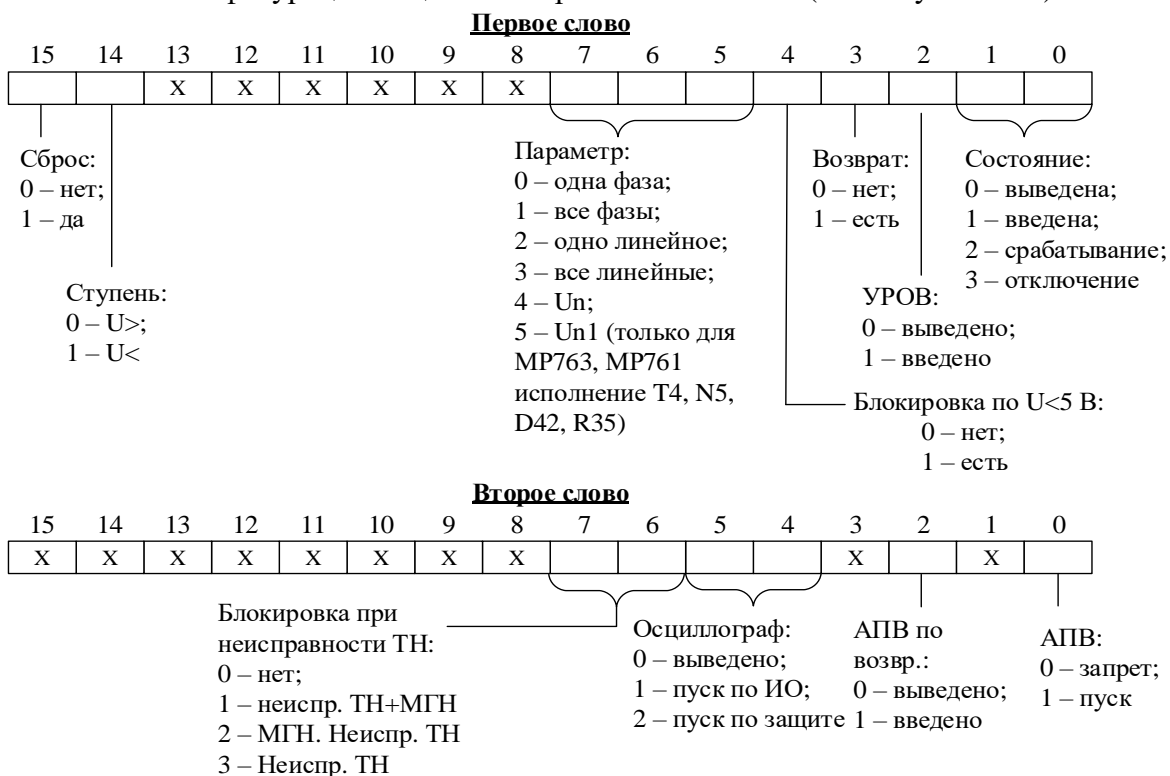 Первое слово
15 14 13 12 11 10 9 8 7 6 5 4 3 2 1 0
X X X X X X
Сброс:
0 – нет;
1 – да
Ступень:
0 – U>;
1 – U<
Параметр:
0 – одна фаза;
1 – все фазы;
2 – одно линейное;
3 – все линейные;
4 – Un;
5 – Un1 (только для
МР763, МР761
исполнение Т4, N5,
D42, R35)
Возврат:
0 – нет;
1 – есть
Состояние:
0 – выведена;
1 – введена;
2 – срабатывание;
3 – отключение
УРОВ:
0 – выведено;
1 – введено
Блокировка по U<5 В:
0 – нет;
1 – есть
Второе слово
15 14 13 12 11 10 9 8 7 6 5 4 3 2 1 0
X X X X X X X X X X
Блокировка при
неисправности ТН:
0 – нет;
1 – неиспр. ТН+МГН
2 – МГН. Неиспр. ТН
3 – Неиспр. ТН
Осциллограф:
0 – выведено;
1 – пуск по ИО;
2 – пуск по защите
АПВ по
возвр.:
0 – выведено;
1 – введено
АПВ:
0 – запрет;
1 – пуск